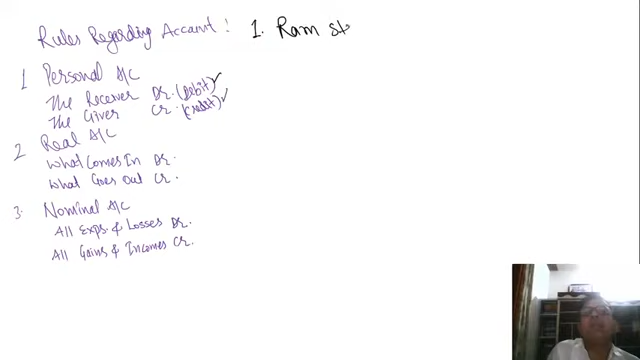 Rules Regarding Account :
1 Personal A/C
The Receiver Dr. (Debit)
The Giver Cr. (Credit)
2 Real A/C
What Comes In Dr.
What Goes Out Cr.
3. Nominal A/C
All Exps. & Losses Dr.
All Gains & Incomes Cr.
1. Ram st